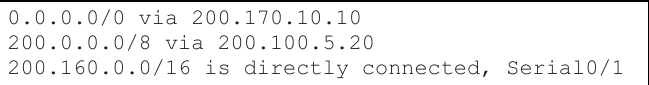 0.0.0.0/0 via 200.170.10.10
200.0.0.0/8 via 200.100.5.20
200.160.0.0/16 is directly connected, Serial0/1